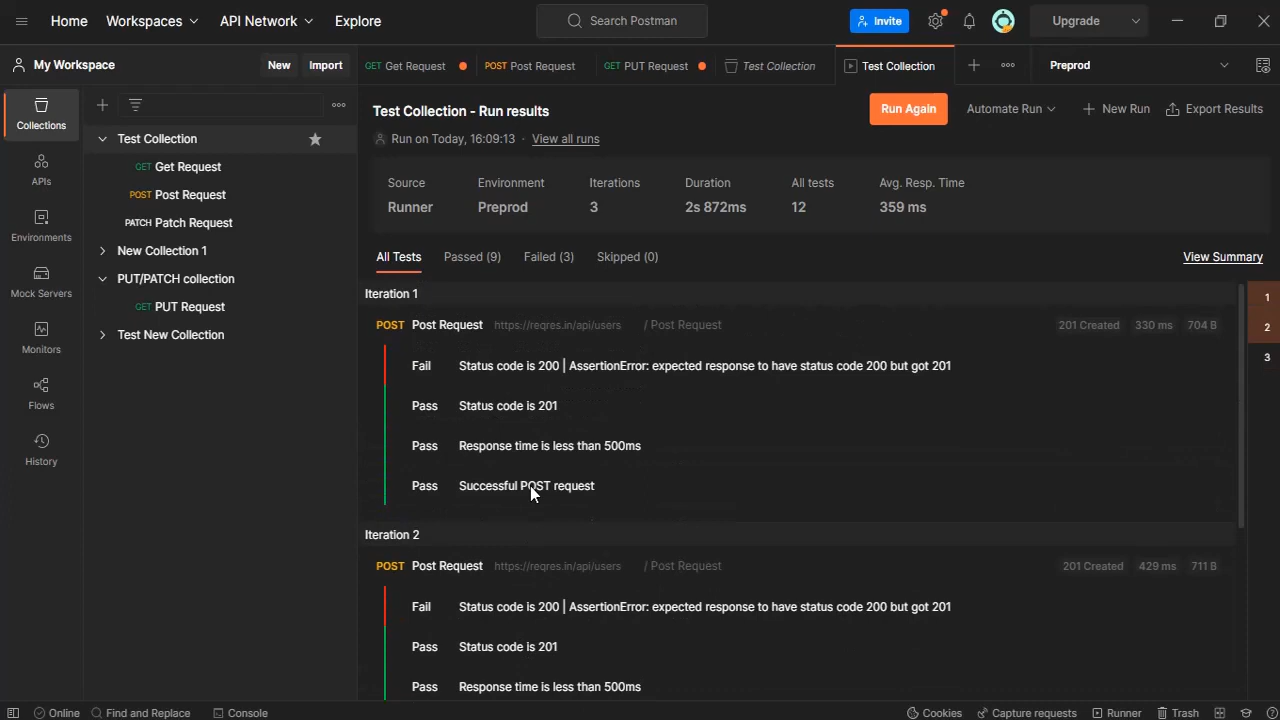 Home Workspaces API Network Explore Search Postman Invite Upgrade
My Workspace New Import GET Get Request POST Post Request GET PUT Request Test Collection Test Collection Preprod
Collections
APIs
Environments
Mock Servers
Monitors
Flows
History
Test Collection
GET Get Request
POST Post Request
PATCH Patch Request
New Collection 1
PUT/PATCH collection
GET PUT Request
Test New Collection
Test Collection - Run results Run Again Automate Run New Run Export Results
Run on Today, 16:09:13 · View all runs
Source Environment Iterations Duration All tests Avg. Resp. Time
Runner Preprod 3 2s 872ms 12 359 ms
All Tests Passed (9) Failed (3) Skipped (0) View Summary
Iteration 1
POST Post Request https://reqres.in/api/users / Post Request 201 Created 330 ms 704 B
Fail Status code is 200 | AssertionError: expected response to have status code 200 but got 201
Pass Status code is 201
Pass Response time is less than 500ms
Pass Successful POST request
Iteration 2
POST Post Request https://reqres.in/api/users / Post Request 201 Created 429 ms 711 B
Fail Status code is 200 | AssertionError: expected response to have status code 200 but got 201
Pass Status code is 201
Pass Response time is less than 500ms
1
2
3
Online Find and Replace Console Cookies Capture requests Runner Trash